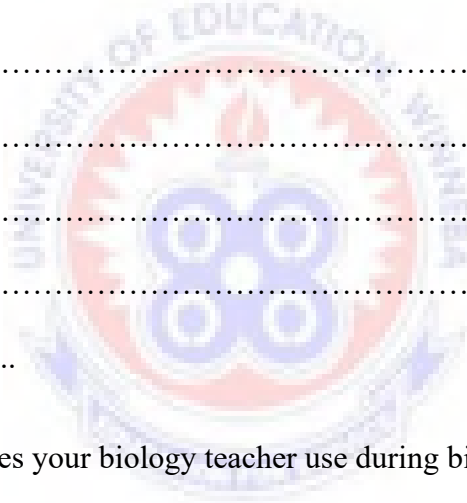 UNIVERSITY OF EDUCATION, WINNEBA
……………………………………………
……………………………………………
……………………………………………
……………………………………………
..
es your biology teacher use during bi